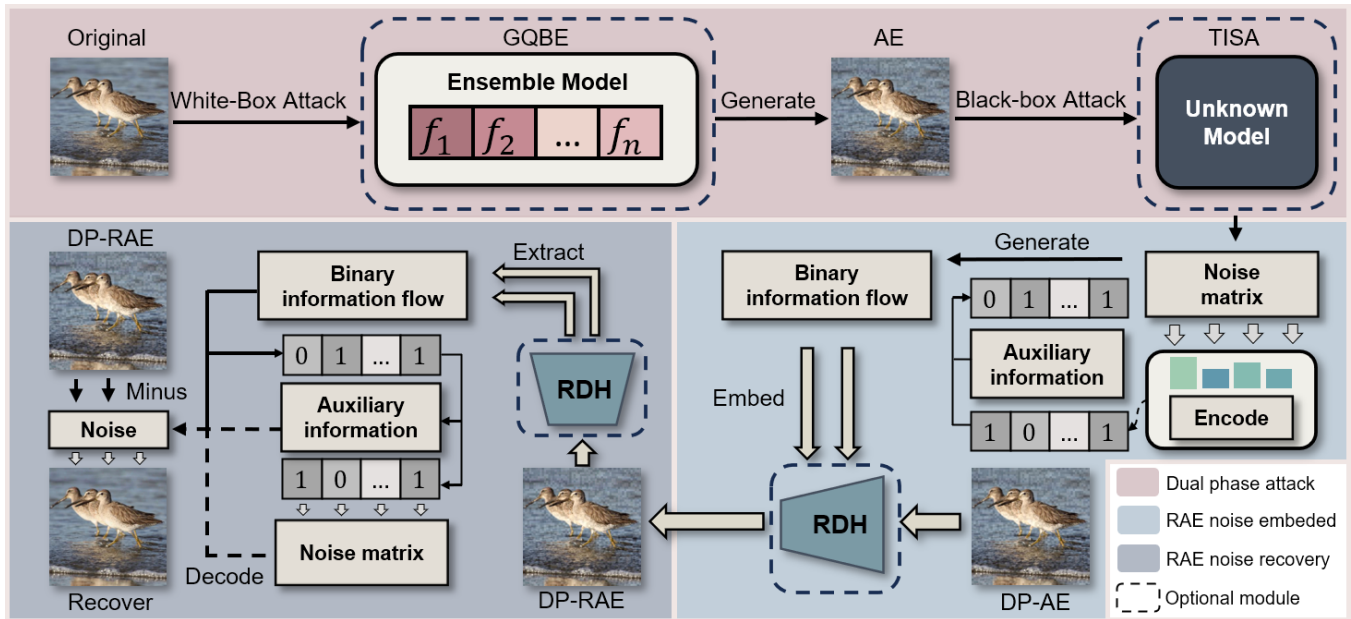 Original
White-Box Attack
GQBE
Ensemble Model
f1 f2 ... fn
Generate
AE
Black-box Attack
TISA
Unknown
Model
DP-RAE
Minus
Noise
Recover
Binary
information flow
Extract
0 1 ... 1
Auxiliary
information
1 0 ... 1
Noise matrix
Decode
RDH
DP-RAE
Generate
Binary
information flow
Noise
matrix
0 1 ... 1
Auxiliary
information
1 0 ... 1
Encode
Embed
RDH
DP-AE
Dual phase attack
RAE noise embeded
RAE noise recovery
Optional module